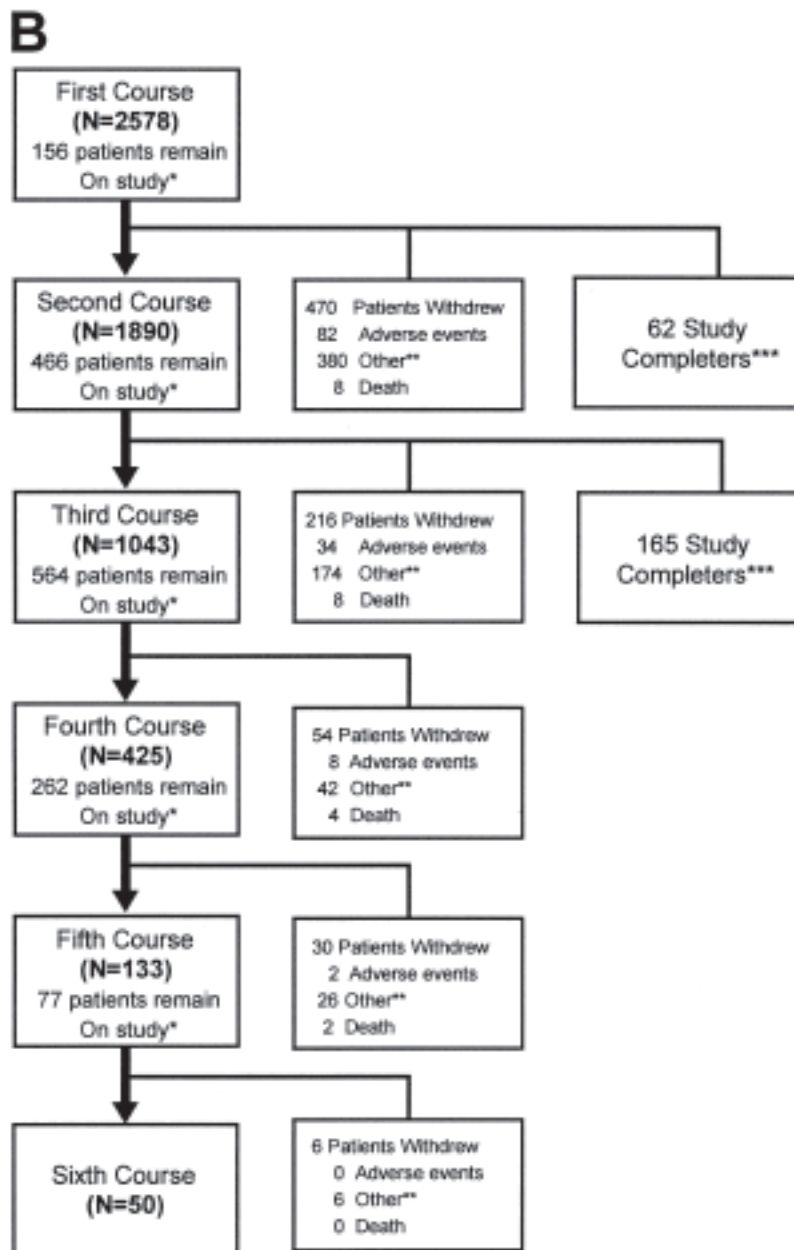 B
First Course
(N=2578)
156 patients remain
On study*
Second Course
(N=1890)
466 patients remain
On study*
470 Patients Withdrew
82 Adverse events
380 Other**
8 Death
62 Study
Completers***
Third Course
(N=1043)
564 patients remain
On study*
216 Patients Withdrew
34 Adverse events
174 Other**
8 Death
165 Study
Completers***
Fourth Course
(N=425)
262 patients remain
On study*
54 Patients Withdrew
8 Adverse events
42 Other**
4 Death
Fifth Course
(N=133)
77 patients remain
On study*
30 Patients Withdrew
2 Adverse events
26 Other**
2 Death
Sixth Course
(N=50)
6 Patients Withdrew
0 Adverse events
6 Other**
0 Death